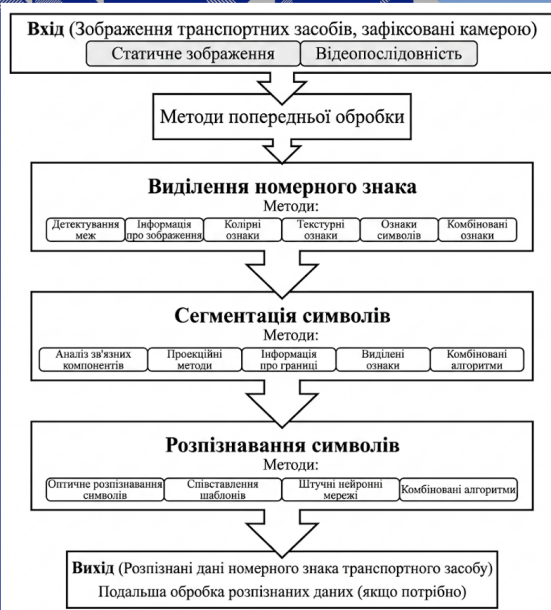 Вхід (Зображення транспортних засобів, зафіксовані камерою)
Статичне зображення
Відеопослідовність
Методи попередньої обробки
Виділення номерного знака
Методи:
Детектування
меж
Інформація
про зображення
Колірні
ознаки
Текстурні
ознаки
Ознаки
символів
Комбіновані
ознаки
Сегментація символів
Методи:
Аналіз зв'язних
компонентів
Проекційні
методи
Інформація
про границі
Виділені
ознаки
Комбіновані
алгоритми
Розпізнавання символів
Методи:
Оптичне розпізнавання
символів
Співставлення
шаблонів
Штучні нейронні
мережі
Комбіновані алгоритми
Вихід (Розпізнані дані номерного знака транспортного засобу)
Подальша обробка розпізнаних даних (якщо потрібно)